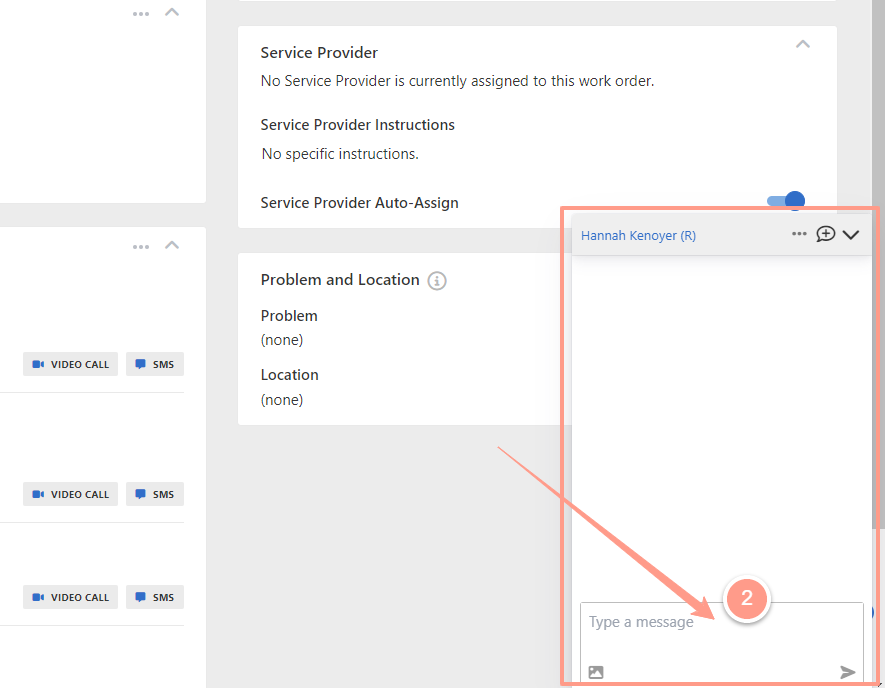 Service Provider
No Service Provider is currently assigned to this work order.
Service Provider Instructions
No specific instructions.
Service Provider Auto-Assign
Hannah Kenoyer (R)
Problem and Location
Problem
(none)
Location
(none)
VIDEO CALL SMS
VIDEO CALL SMS
VIDEO CALL SMS
2
Type a message